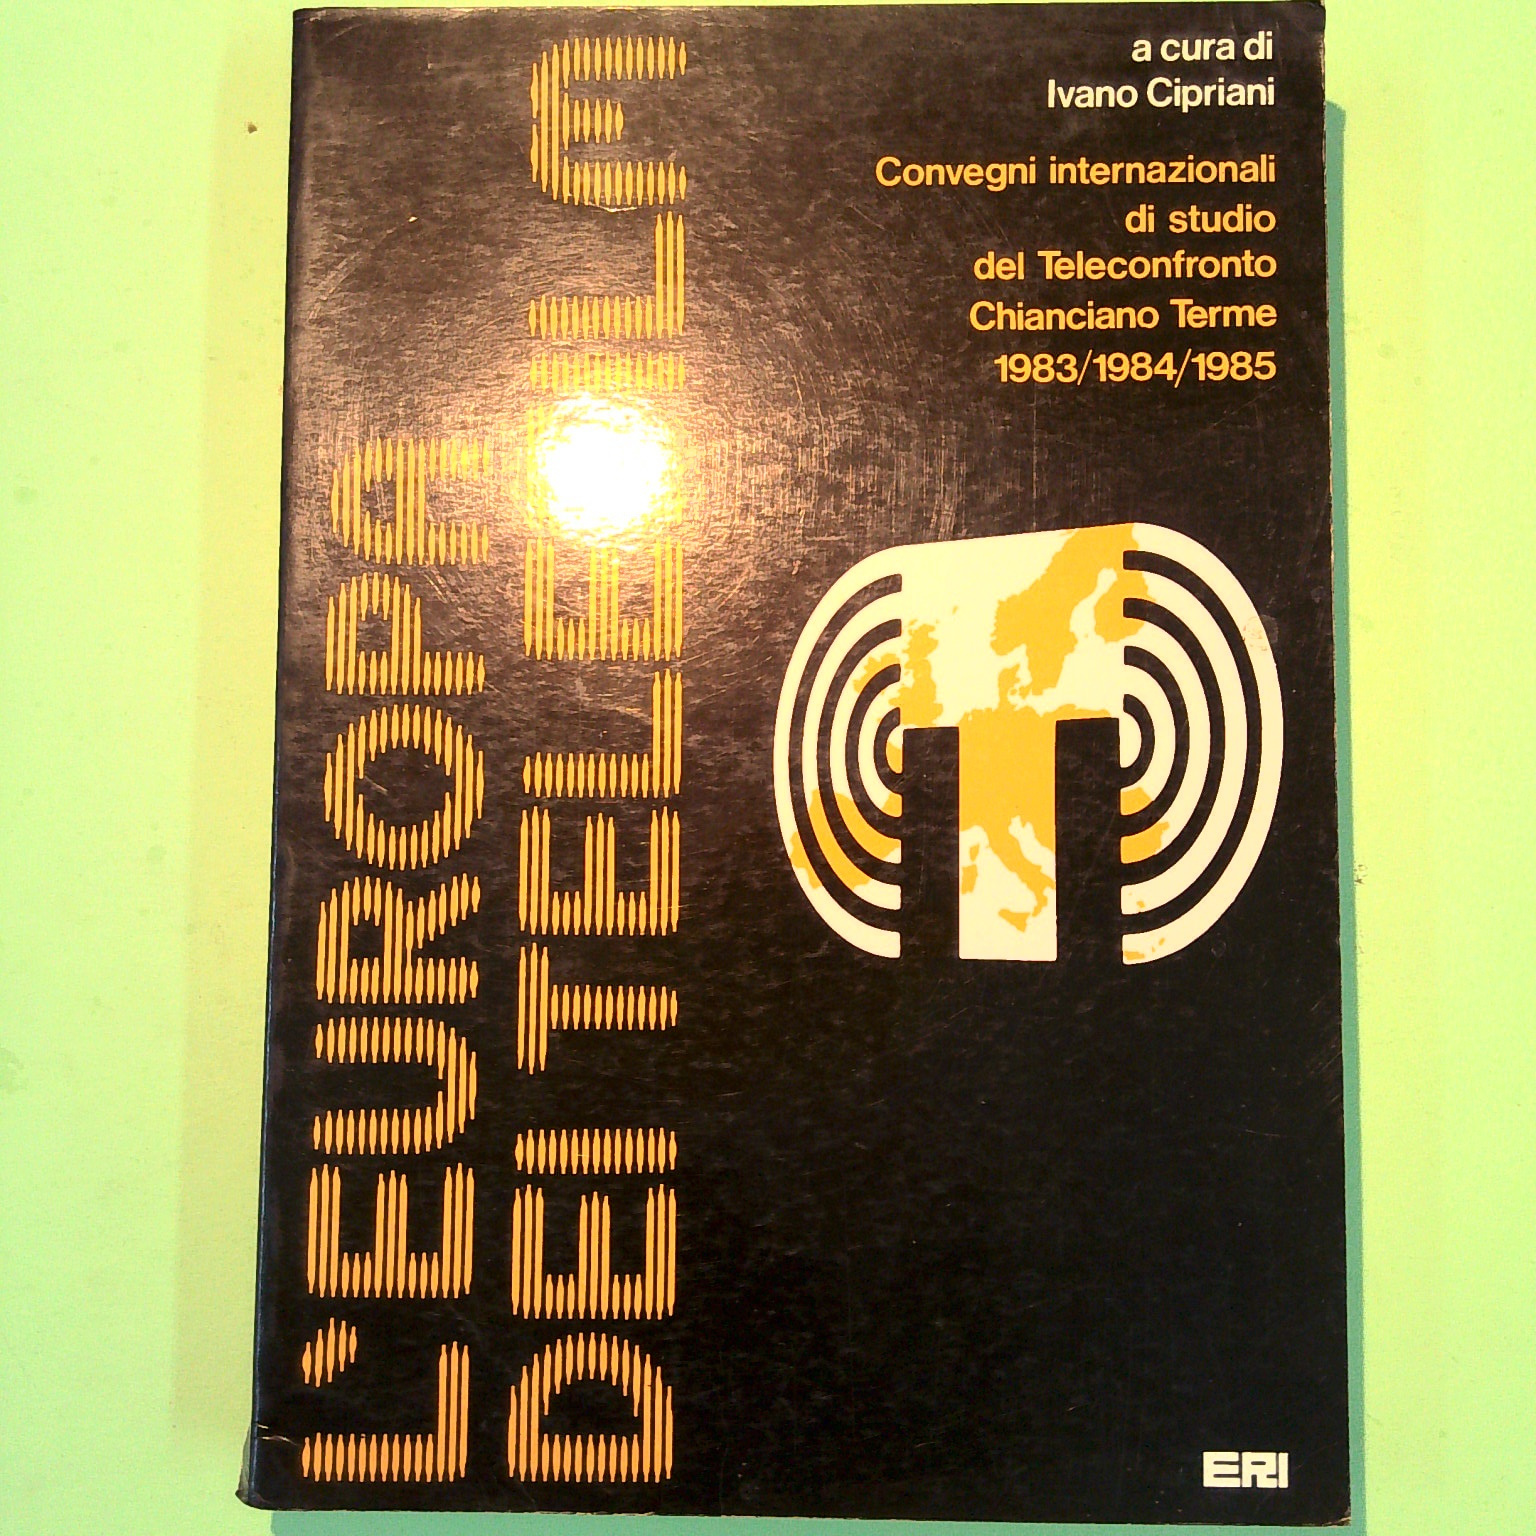 a cura di
Ivano Cipriani
Convegni internazionali
di studio
del Teleconfronto
Chianciano Terme
1983/1984/1985
L'EUROPA
DEI TELEFILM
T
ERI